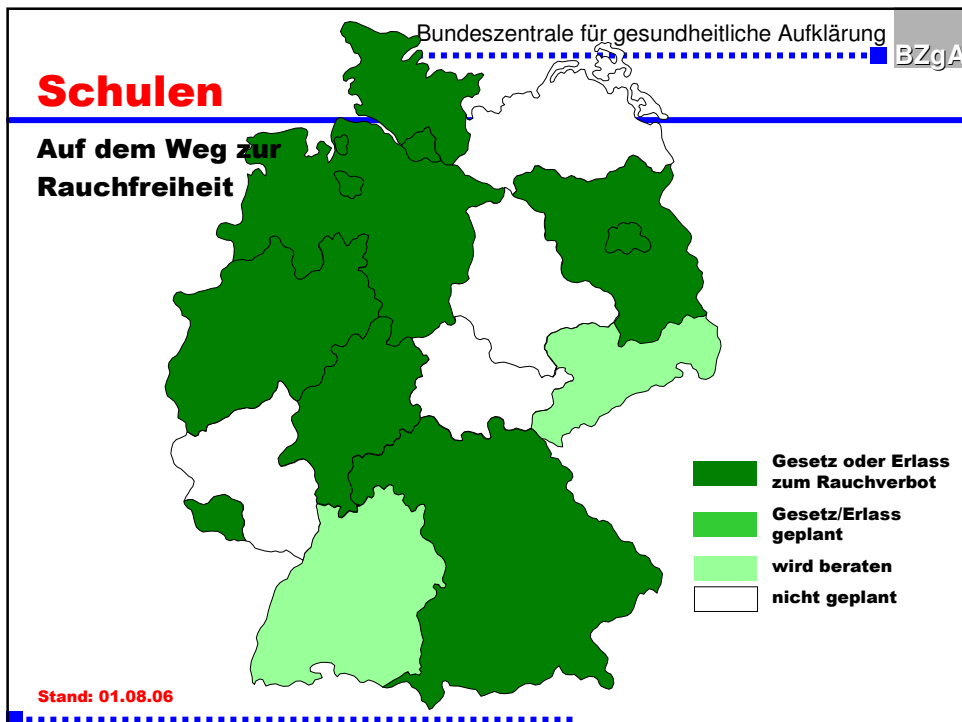 Bundeszentrale für gesundheitliche Aufklärung
BZgA
Schulen
Auf dem Weg zur
Rauchfreiheit
Gesetz oder Erlass
zum Rauchverbot
Gesetz/Erlass
geplant
wird beraten
nicht geplant
Stand: 01.08.06